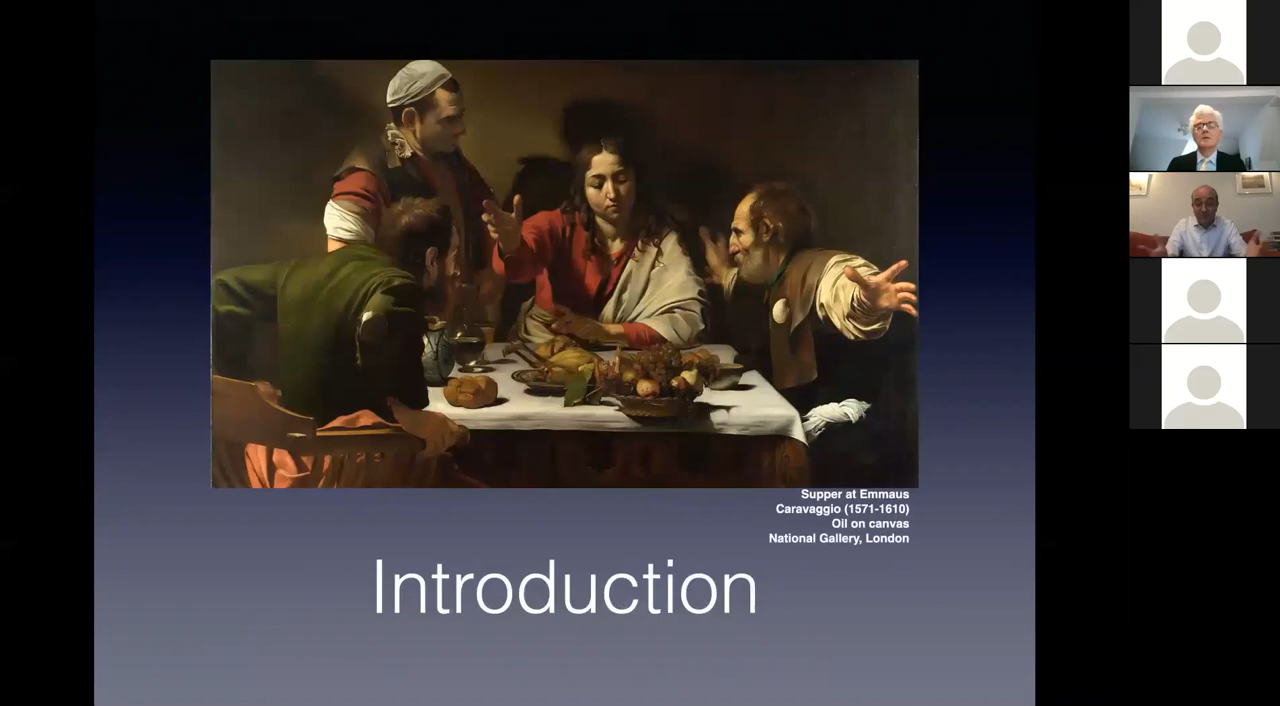 Supper at Emmaus
Caravaggio (1571-1610)
Oil on canvas
National Gallery, London
Introduction